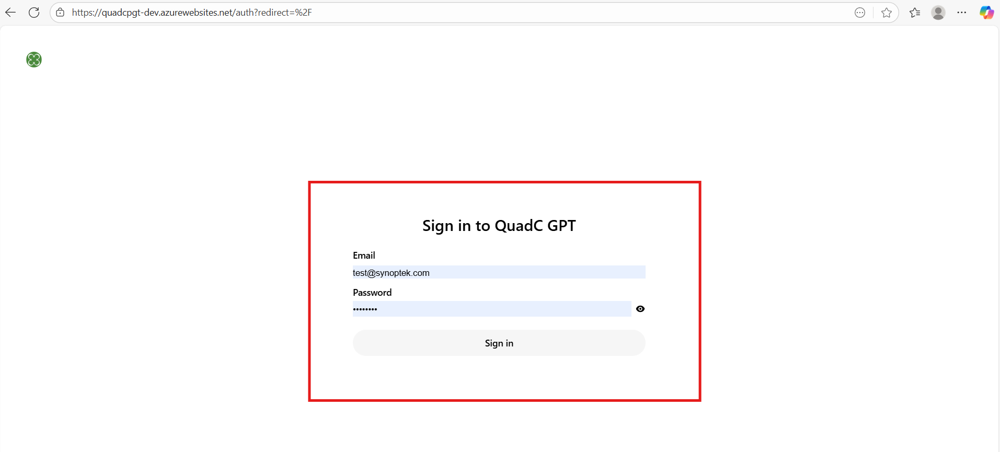 https://quadcpgt-dev.azurewebsites.net/auth?redirect=%2F
Sign in to QuadC GPT
Email
test@synoptek.com
Password
••••••••
Sign in